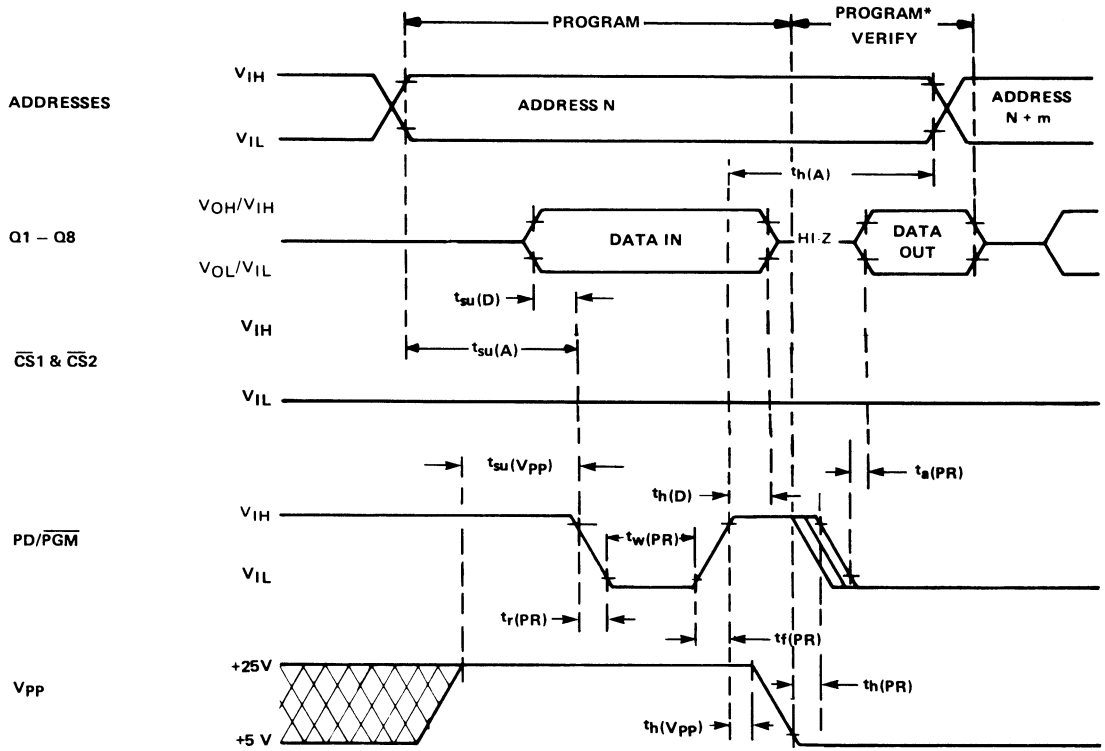 PROGRAM
PROGRAM*
VERIFY
ADDRESSES
VIH
VIL
ADDRESS N
ADDRESS
N + m
th(A)
Q1 – Q8
VOH/VIH
VOL/VIL
DATA IN
HI-Z
DATA
OUT
tsu(D)
CS1 & CS2
VIH
VIL
tsu(A)
tsu(VPP)
th(D)
ta(PR)
PD/PGM
VIH
VIL
tw(PR)
tr(PR)
tf(PR)
VPP
+25V
+5 V
th(PR)
th(VPP)